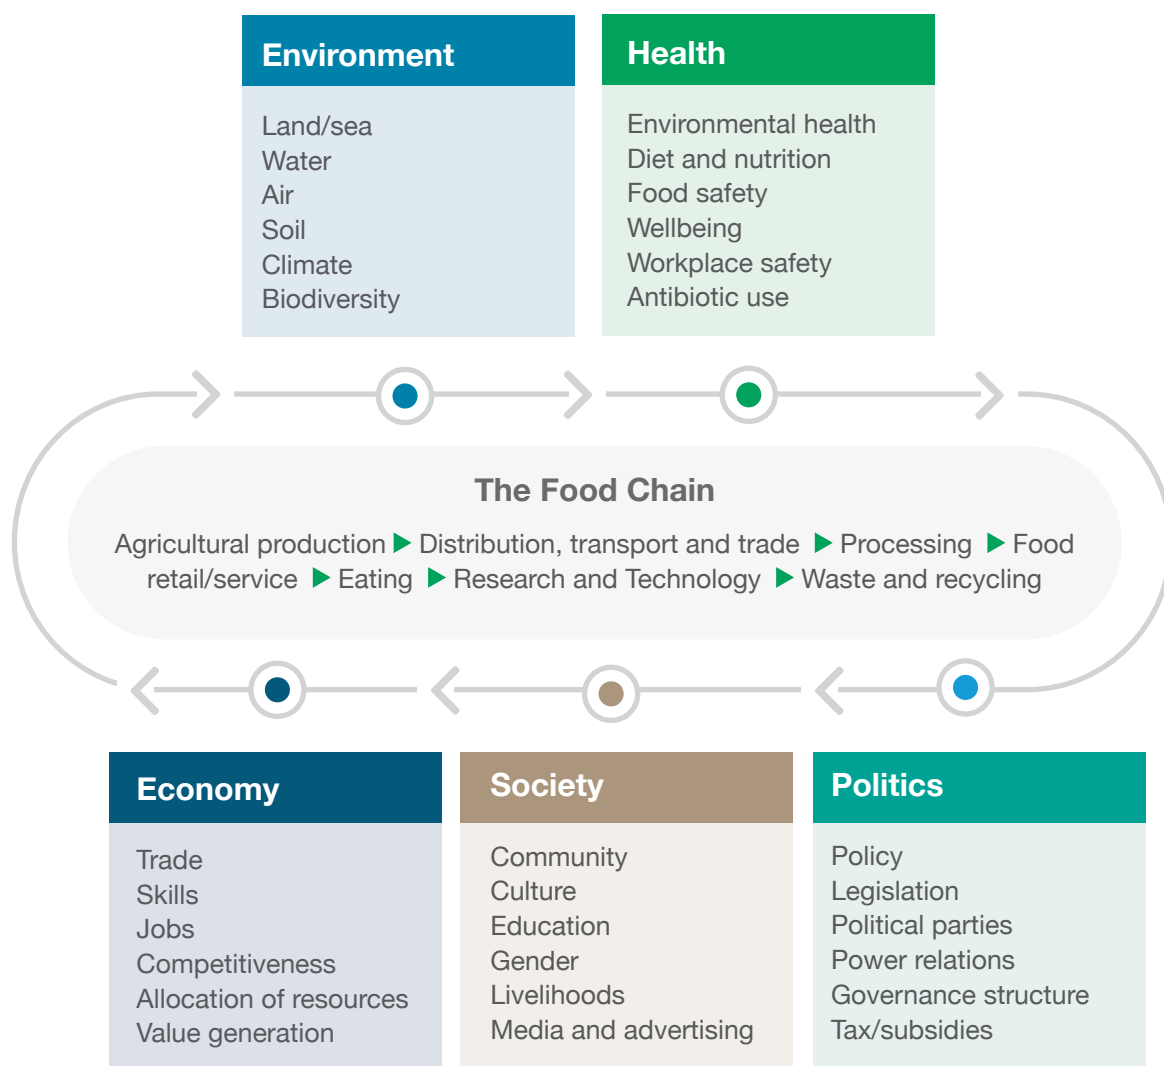 Environment
Land/sea
Water
Air
Soil
Climate
Biodiversity
Health
Environmental health
Diet and nutrition
Food safety
Wellbeing
Workplace safety
Antibiotic use
The Food Chain
Agricultural production ▶ Distribution, transport and trade ▶ Processing ▶ Food
retail/service ▶ Eating ▶ Research and Technology ▶ Waste and recycling
Economy
Trade
Skills
Jobs
Competitiveness
Allocation of resources
Value generation
Society
Community
Culture
Education
Gender
Livelihoods
Media and advertising
Politics
Policy
Legislation
Political parties
Power relations
Governance structure
Tax/subsidies